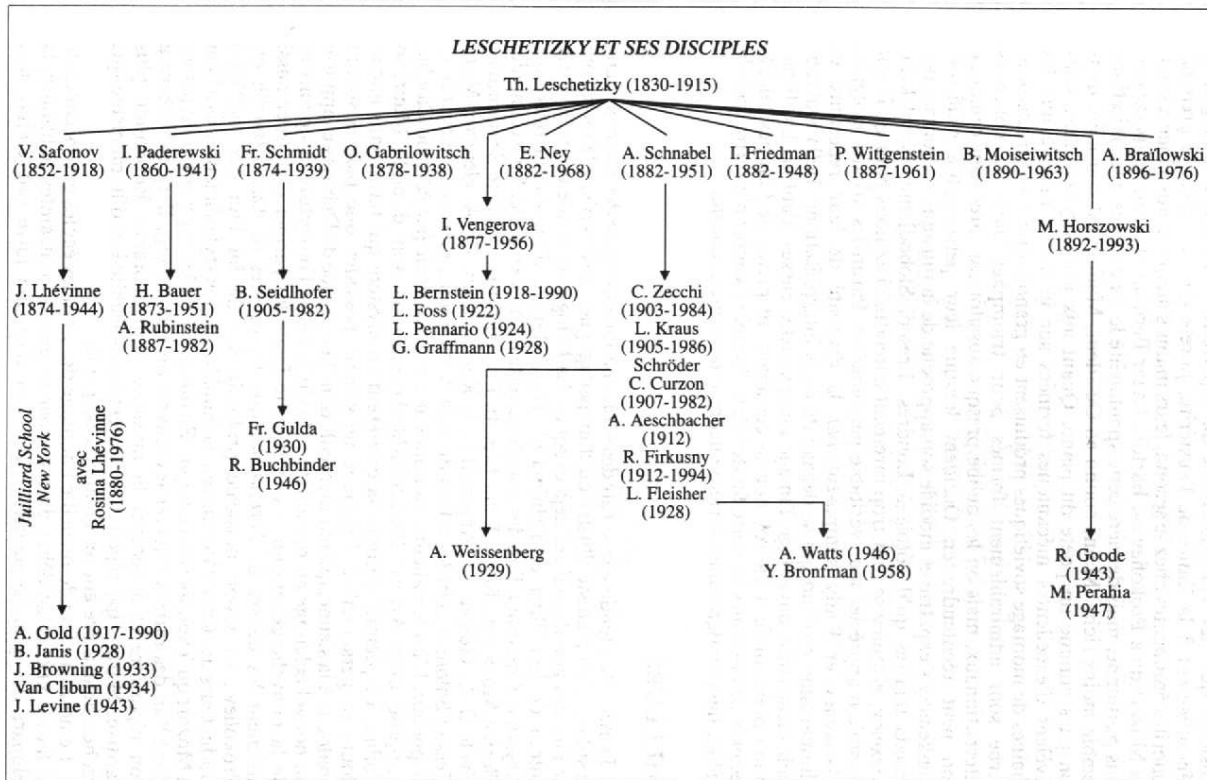 LESCHETIZKY ET SES DISCIPLES
Th. Leschetizky (1830-1915)
V. Safonov
(1852-1918)
I. Paderewski
(1860-1941)
Fr. Schmidt
(1874-1939)
O. Gabrilowitsch
(1878-1938)
E. Ney
(1882-1968)
A. Schnabel
(1882-1951)
I. Friedman
(1882-1948)
P. Wittgenstein
(1887-1961)
B. Moiseiwitsch
(1890-1963)
A. Braïlowski
(1896-1976)
I. Vengerova
(1877-1956)
M. Horszowski
(1892-1993)
J. Lhévinne
(1874-1944)
H. Bauer
(1873-1951)
A. Rubinstein
(1887-1982)
B. Seidlhofer
(1905-1982)
L. Bernstein (1918-1990)
L. Foss (1922)
L. Pennario (1924)
G. Graffmann (1928)
C. Zecchi
(1903-1984)
L. Kraus
(1905-1986)
Schröder
C. Curzon
(1907-1982)
A. Aeschbacher
(1912)
R. Firkusny
(1912-1994)
L. Fleisher
(1928)
Juilliard School
New York
avec
Rosina Lhévinne
(1880-1976)
Fr. Gulda
(1930)
R. Buchbinder
(1946)
A. Weissenberg
(1929)
A. Watts (1946)
Y. Bronfman (1958)
R. Goode
(1943)
M. Perahia
(1947)
A. Gold (1917-1990)
B. Janis (1928)
J. Browning (1933)
Van Cliburn (1934)
J. Levine (1943)